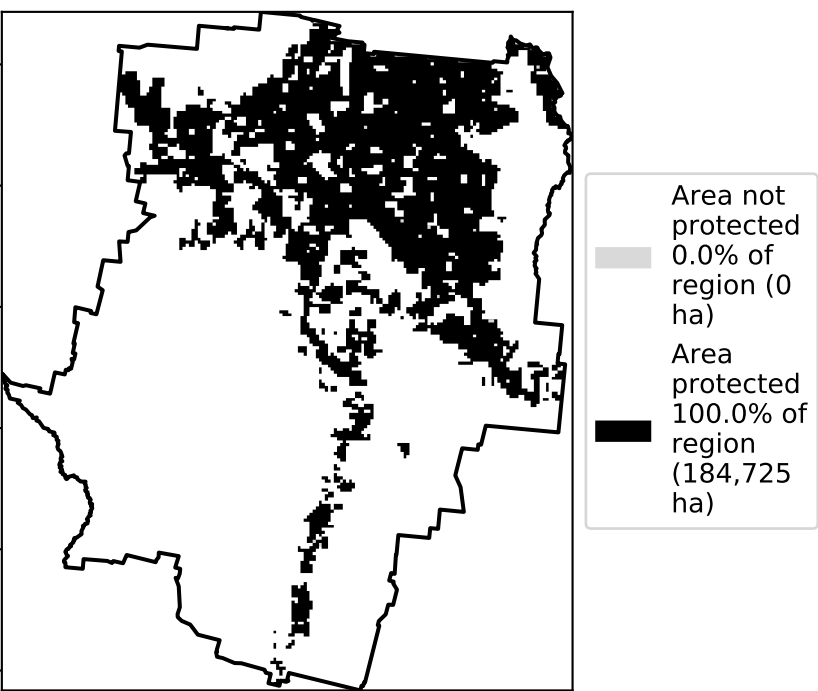 Area not
protected
0.0% of
region (0
ha)
Area
protected
100.0% of
region
(184,725
ha)